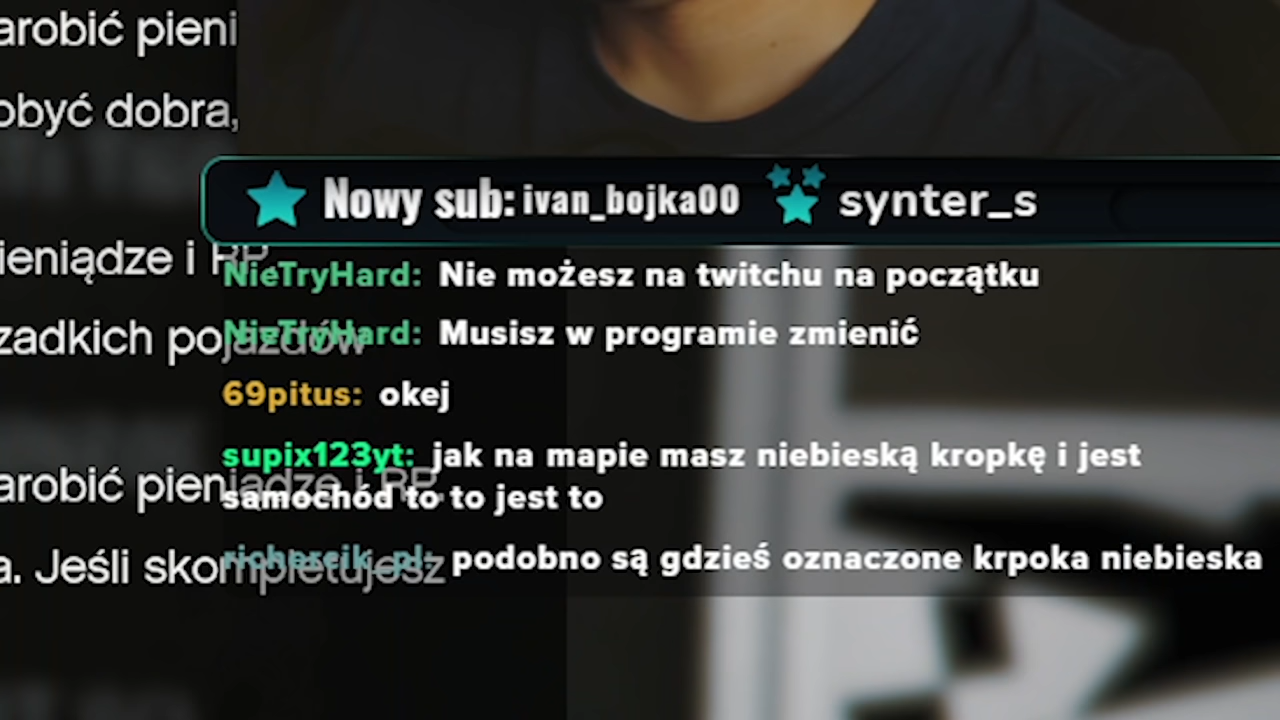 arobić pieni
obyć dobra,
Nowy sub: ivan_bojka00 synter_s
ieniądze i RP.
NieTryHard: Nie możesz na twitchu na początku
zadkich pojazdów
NieTryHard: Musisz w programie zmienić
69pitus: okej
supix123yt: jak na mapie masz niebieską kropkę i jest
arobić pieniądze i RP.
samochód to to jest to
a. Jeśli skompletujesz
podobno są gdzieś oznaczone krpoka niebieska